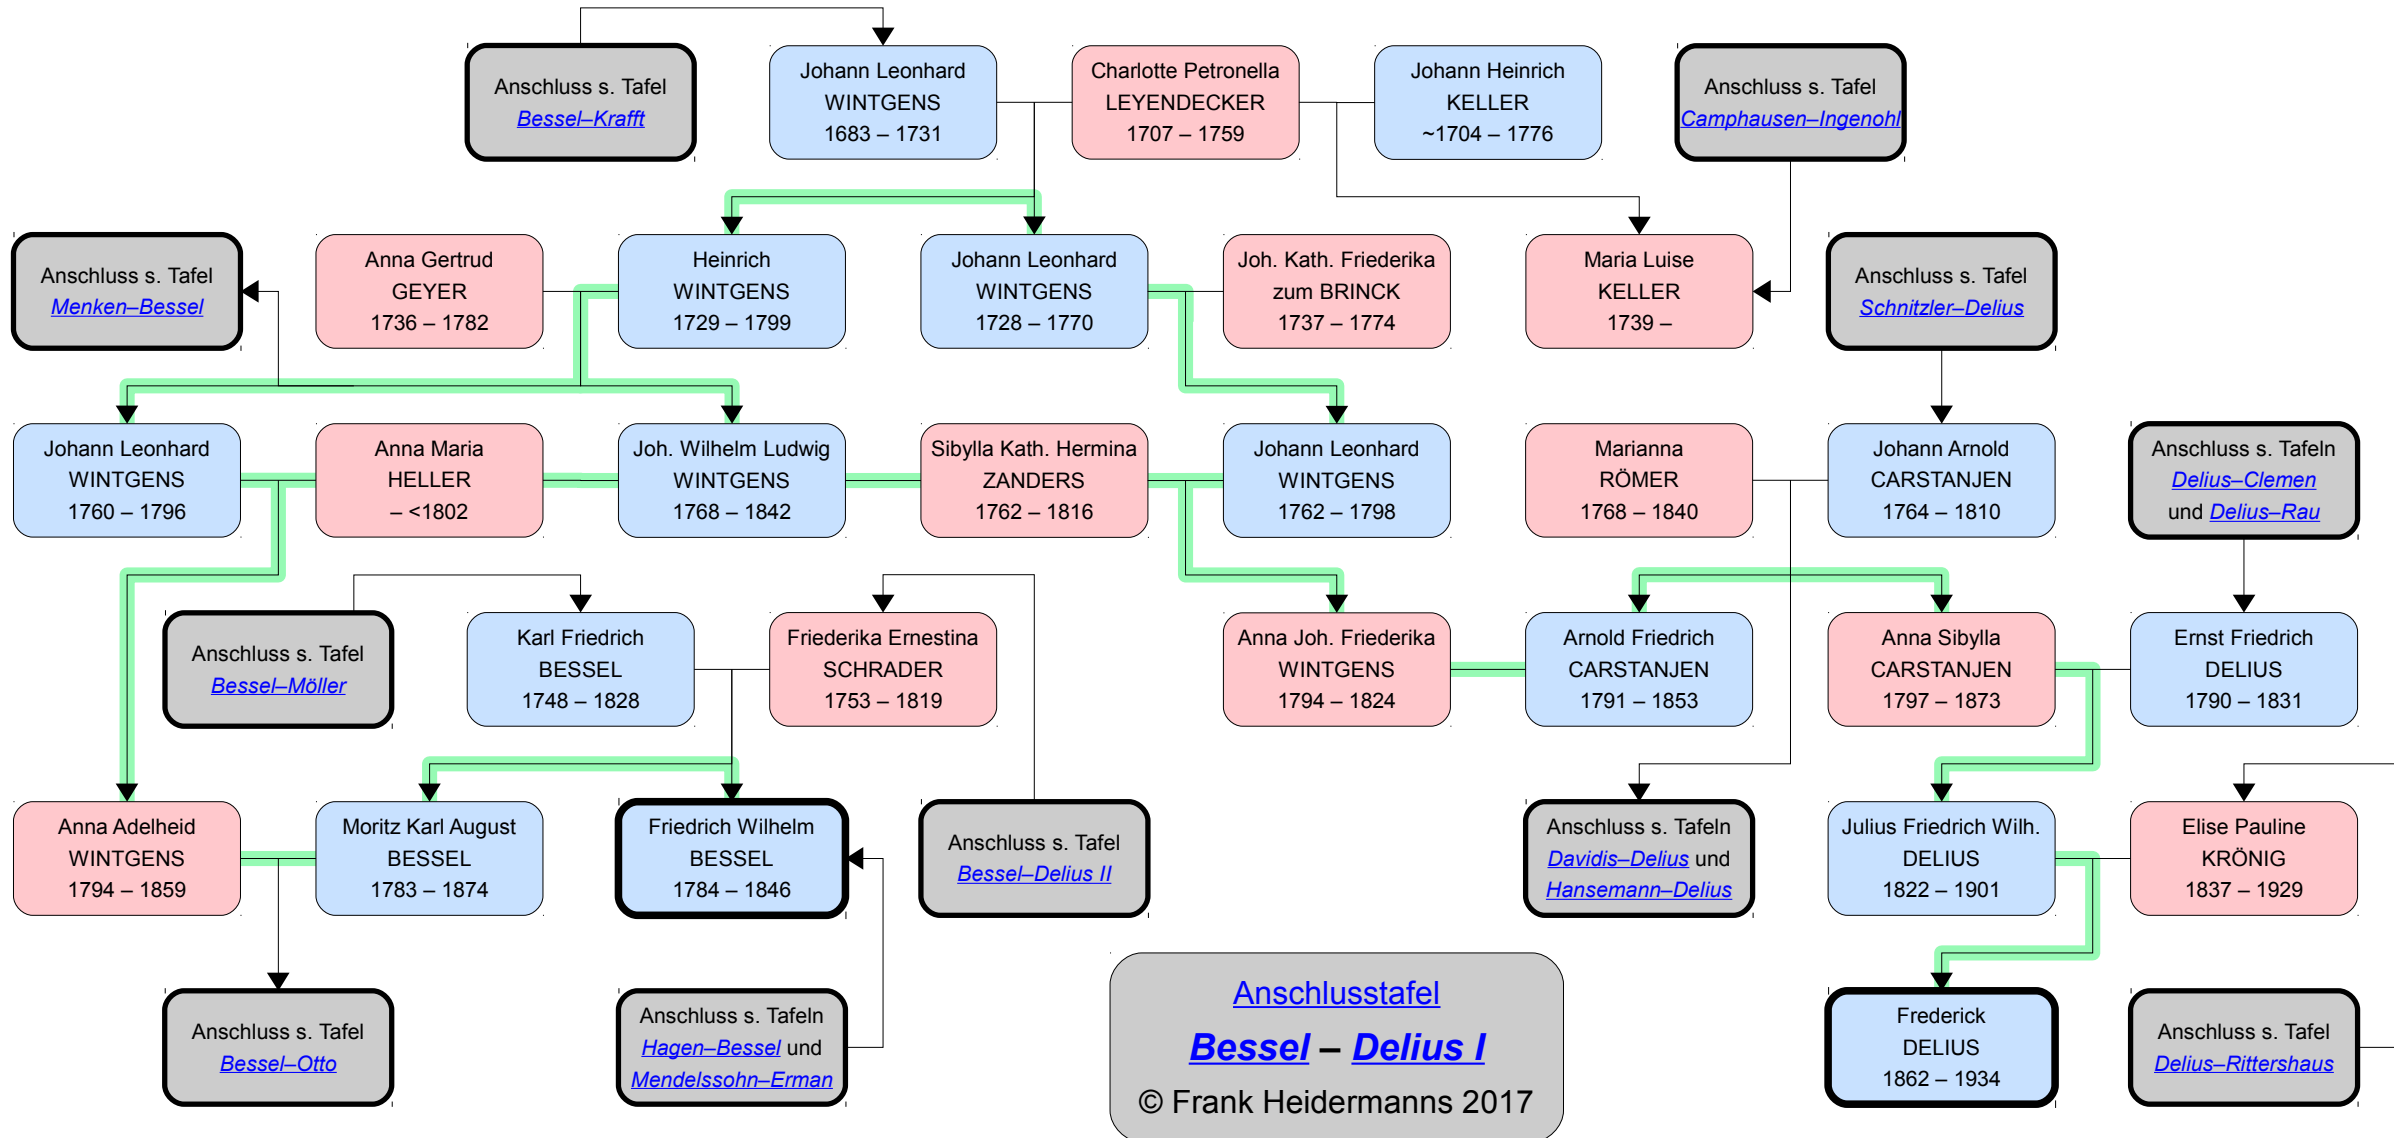 Anschluss s. Tafel
Bessel–Krafft
Johann Leonhard
WINTGENS
1683 – 1731
Charlotte Petronella
LEYENDECKER
1707 – 1759
Johann Heinrich
KELLER
~1704 – 1776
Anschluss s. Tafel
Camphausen–Ingenohl
Anschluss s. Tafel
Menken–Bessel
Anna Gertrud
GEYER
1736 – 1782
Heinrich
WINTGENS
1729 – 1799
Johann Leonhard
WINTGENS
1728 – 1770
Joh. Kath. Friederika
zum BRINCK
1737 – 1774
Maria Luise
KELLER
1739 –
Anschluss s. Tafel
Schnitzler–Delius
Johann Leonhard
WINTGENS
1760 – 1796
Anna Maria
HELLER
– <1802
Joh. Wilhelm Ludwig
WINTGENS
1768 – 1842
Sibylla Kath. Hermina
ZANDERS
1762 – 1816
Johann Leonhard
WINTGENS
1762 – 1798
Marianna
RÖMER
1768 – 1840
Johann Arnold
CARSTANJEN
1764 – 1810
Anschluss s. Tafeln
Delius–Clemen
und Delius–Rau
Anschluss s. Tafel
Bessel–Möller
Karl Friedrich
BESSEL
1748 – 1828
Friederika Ernestina
SCHRADER
1753 – 1819
Anna Joh. Friederika
WINTGENS
1794 – 1824
Arnold Friedrich
CARSTANJEN
1791 – 1853
Anna Sibylla
CARSTANJEN
1797 – 1873
Ernst Friedrich
DELIUS
1790 – 1831
Anna Adelheid
WINTGENS
1794 – 1859
Moritz Karl August
BESSEL
1783 – 1874
Friedrich Wilhelm
BESSEL
1784 – 1846
Anschluss s. Tafel
Bessel–Delius II
Anschluss s. Tafeln
Davidis–Delius und
Hansemann–Delius
Julius Friedrich Wilh.
DELIUS
1822 – 1901
Elise Pauline
KRÖNIG
1837 – 1929
Anschluss s. Tafel
Bessel–Otto
Anschluss s. Tafeln
Hagen–Bessel und
Mendelssohn–Erman
Anschlusstafel
Bessel – Delius I
© Frank Heidermanns 2017
Frederick
DELIUS
1862 – 1934
Anschluss s. Tafel
Delius–Rittershaus